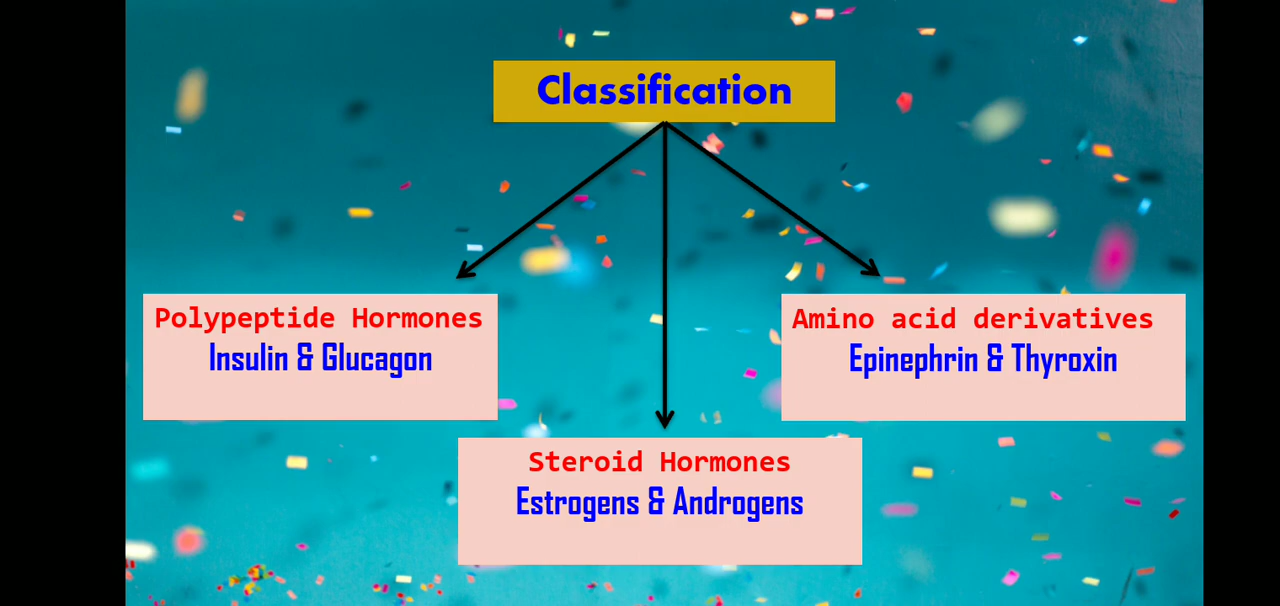 Classification
Polypeptide Hormones
Insulin & Glucagon
Amino acid derivatives
Epinephrin & Thyroxin
Steroid Hormones
Estrogens & Androgens